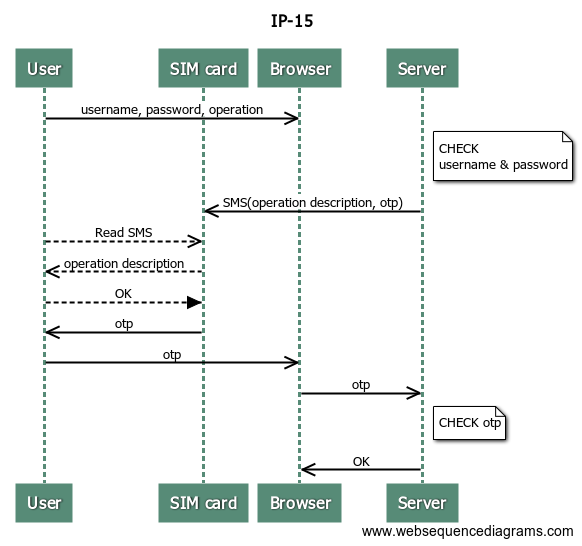 IP-15
User SIM card Browser Server
username, password, operation
CHECK
username & password
SMS(operation description, otp)
Read SMS
operation description
OK
otp
otp
otp
CHECK otp
OK
User SIM card Browser Server
www.websequencediagrams.com